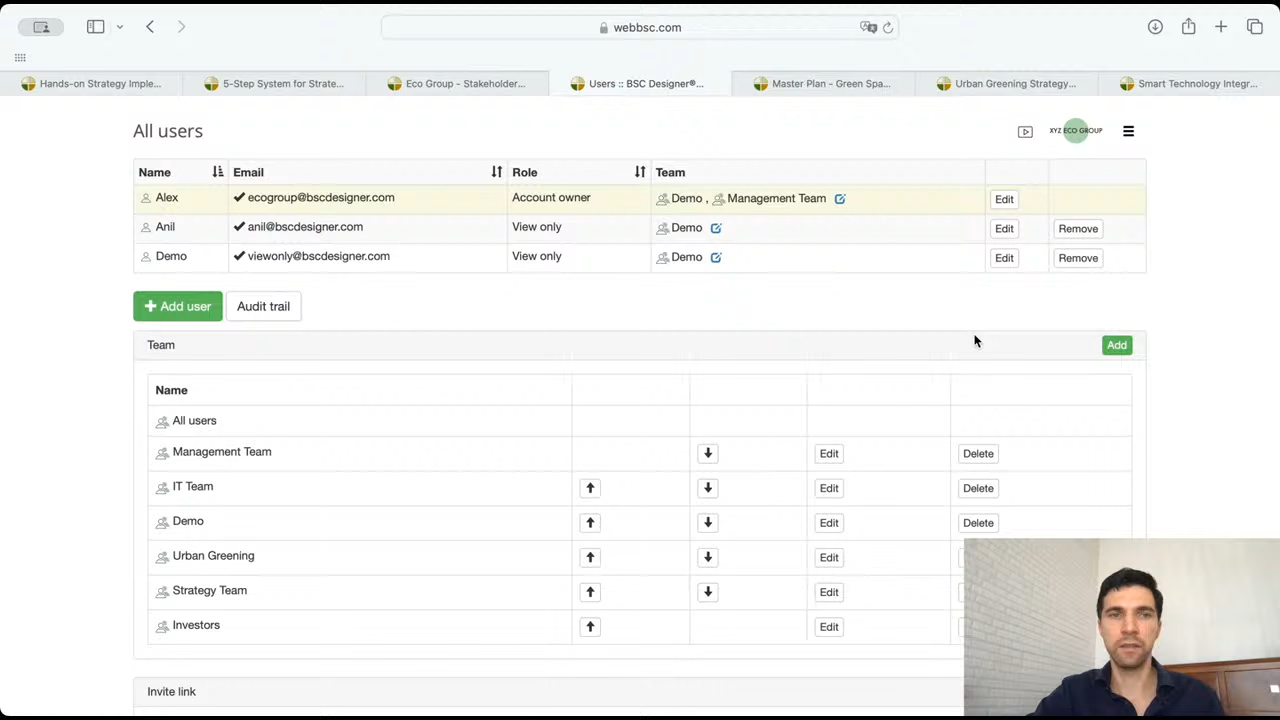 webbsc.com
Hands-on Strategy Imple...
5-Step System for Strate...
Eco Group - Stakeholder...
Users :: BSC Designer®...
Master Plan - Green Spa...
Urban Greening Strategy...
Smart Technology Integr...
All users
XYZ ECO GROUP
Name Email Role Team
Alex ecogroup@bscdesigner.com Account owner Demo , Management Team Edit
Anil anil@bscdesigner.com View only Demo Edit Remove
Demo viewonly@bscdesigner.com View only Demo Edit Remove
+ Add user Audit trail
Team Add
Name
All users
Management Team Edit Delete
IT Team Edit Delete
Demo Edit Delete
Urban Greening Edit
Strategy Team Edit
Investors Edit
Invite link